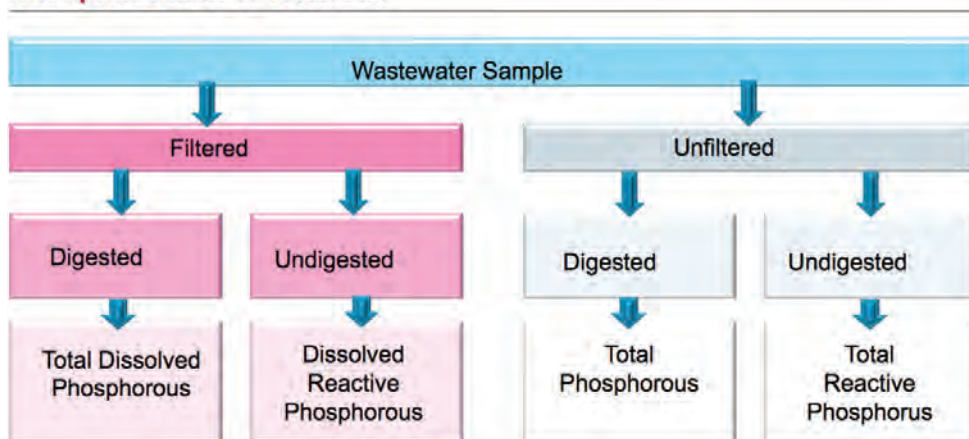 Wastewater Sample
Filtered
Unfiltered
Digested
Undigested
Digested
Undigested
Total Dissolved
Phosphorous
Dissolved
Reactive
Phosphorous
Total
Phosphorous
Total
Reactive
Phosphorus